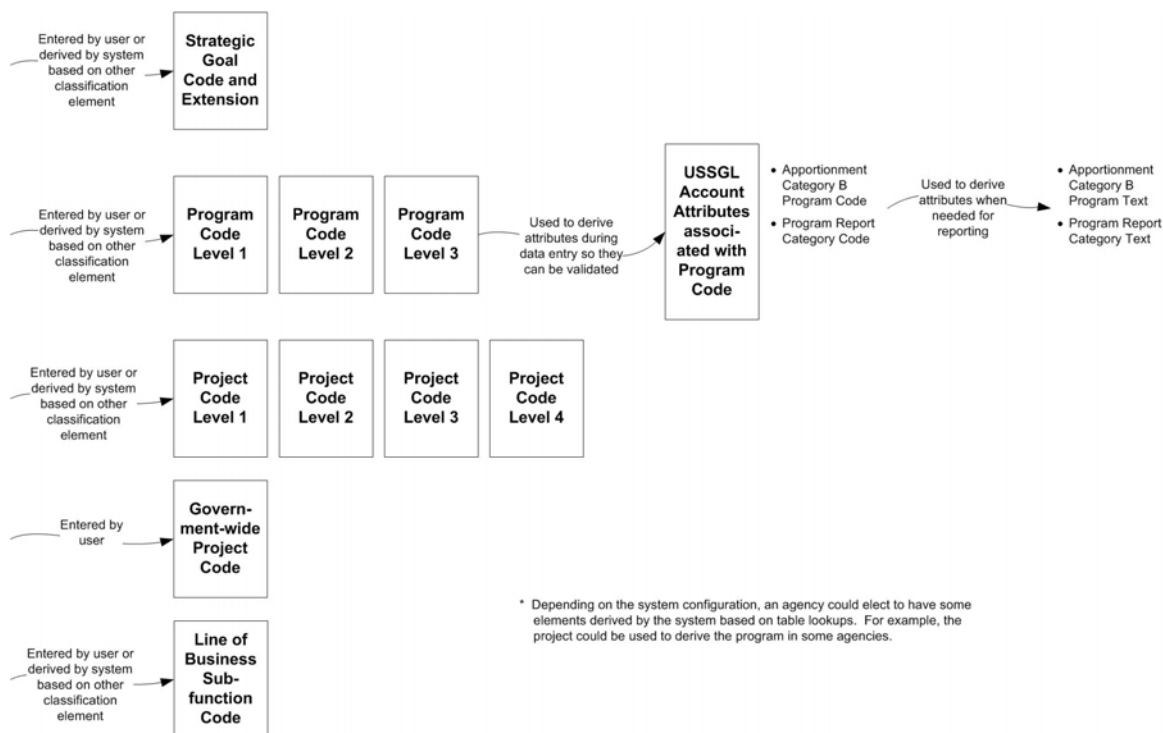 Entered by user or
derived by system
based on other
classification
element
Strategic
Goal
Code and
Extension
Entered by user or
derived by system
based on other
classification
element
Program
Code
Level 1
Program
Code
Level 2
Program
Code
Level 3
Used to derive
attributes during
data entry so they
can be validated
USSGL
Account
Attributes
associ-
ated with
Program
Code
• Apportionment
Category B
Program Code
• Program Report
Category Code
Used to derive
attributes when
needed for
reporting
• Apportionment
Category B
Program Text
• Program Report
Category Text
Entered by user or
derived by system
based on other
classification
element
Project
Code
Level 1
Project
Code
Level 2
Project
Code
Level 3
Project
Code
Level 4
Entered by
user
Govern-
ment-wide
Project
Code
* Depending on the system configuration, an agency could elect to have some
elements derived by the system based on table lookups. For example, the
project could be used to derive the program in some agencies.
Entered by user or
derived by system
based on other
classification
element
Line of
Business
Sub-
function
Code